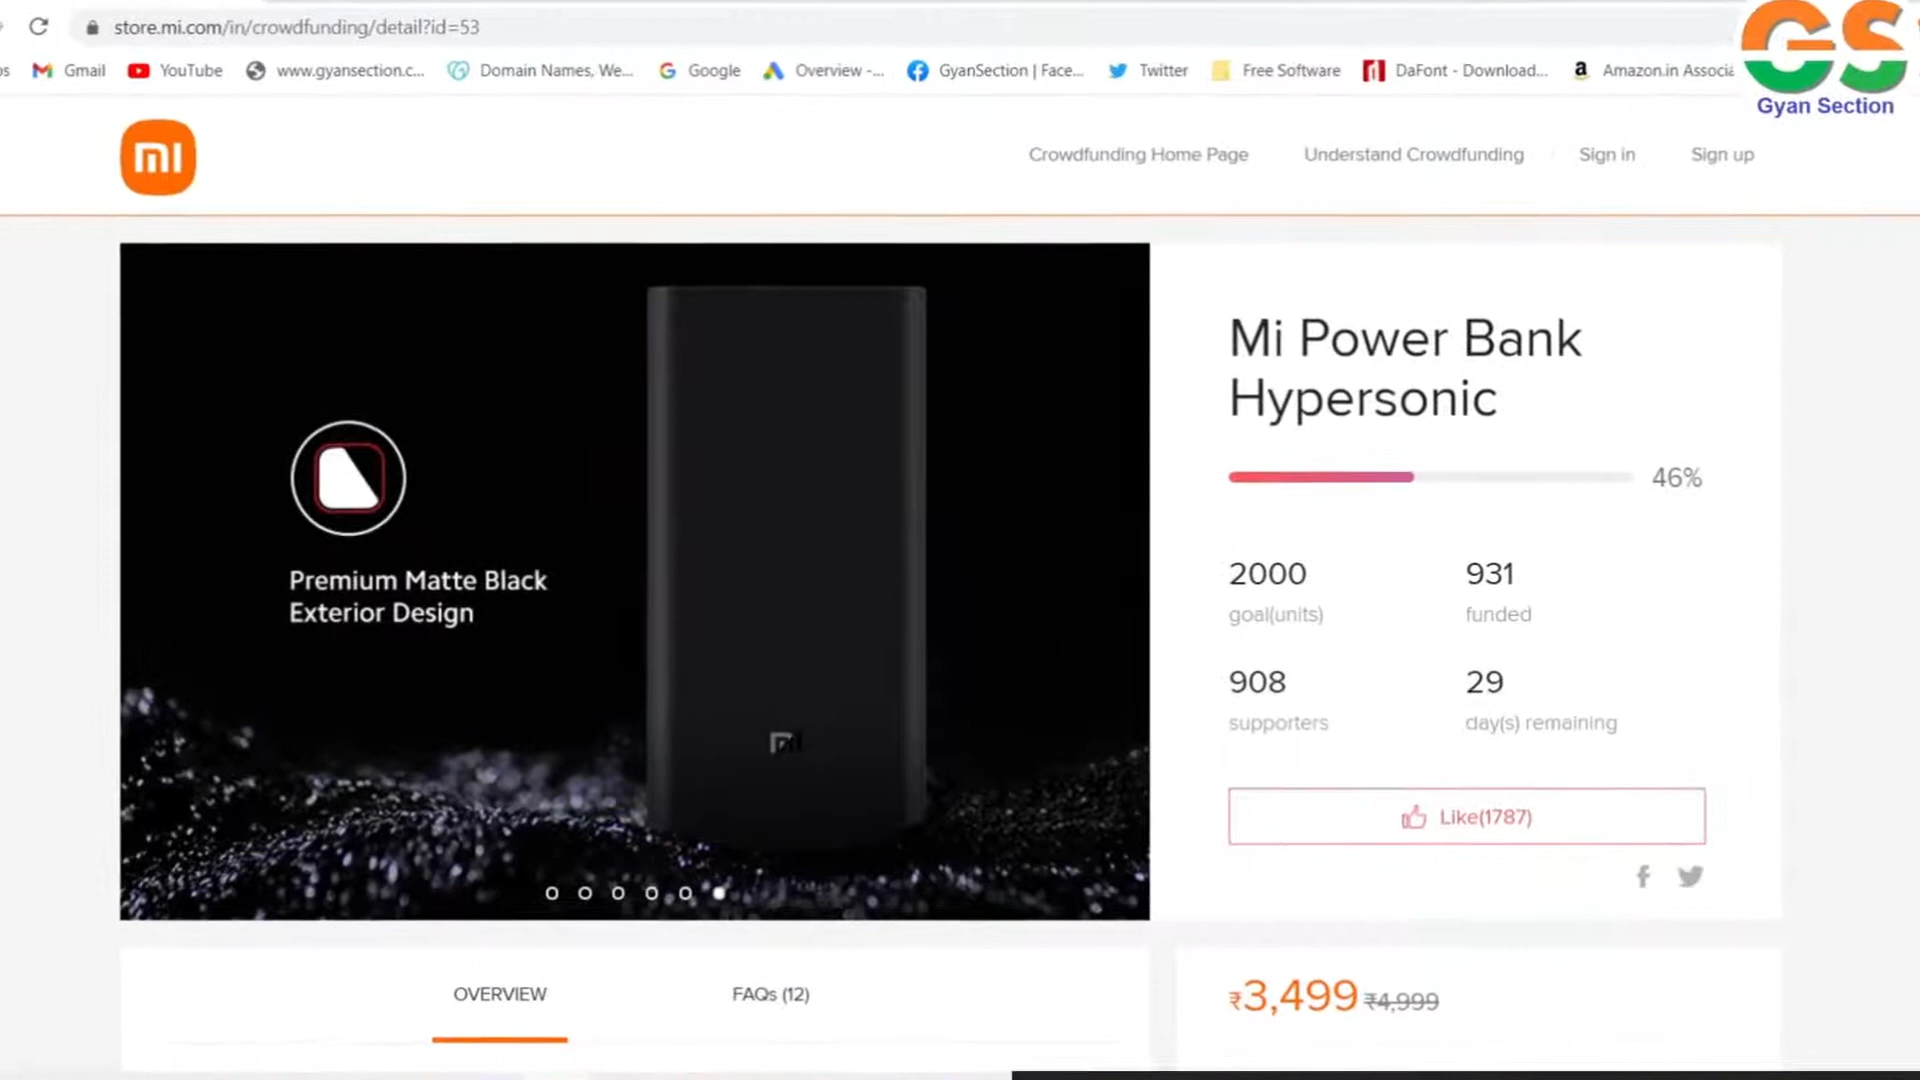 store.mi.com/in/crowdfunding/detail?id=53
Gmail YouTube www.gyansection.c... Domain Names, We... Google Overview -... GyanSection | Face... Twitter Free Software DaFont - Download... Amazon.in Associa
GS
Gyan Section
mi
Crowdfunding Home Page Understand Crowdfunding Sign in Sign up
Mi Power Bank
Hypersonic
46%
Premium Matte Black
Exterior Design
2000 931
goal(units) funded
908 29
supporters day(s) remaining
mi
Like(1787)
OVERVIEW FAQs (12)
₹3,499 ₹4,999